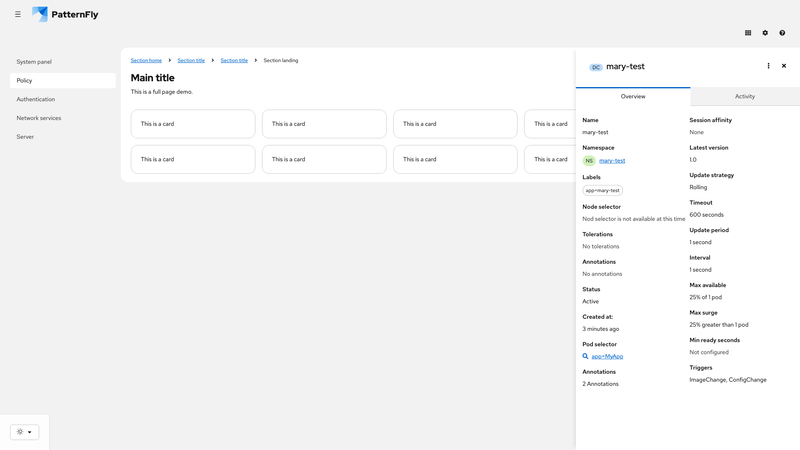 PatternFly
System panel
Policy
Authentication
Network services
Server
Section home
Section title
Section title
Section landing
Main title
This is a full page demo.
This is a card
This is a card
This is a card
This is a card
This is a card
This is a card
This is a card
This is a card
DC mary-test
Overview
Activity
Name
mary-test
Namespace
NS mary-test
Labels
app=mary-test
Node selector
Nod selector is not available at this time
Tolerations
No tolerations
Annotations
No annotations
Status
Active
Created at:
3 minutes ago
Pod selector
app=MyApp
Annotations
2 Annotations
Session affinity
None
Latest version
1.0
Update strategy
Rolling
Timeout
600 seconds
Update period
1 second
Interval
1 second
Max available
25% of 1 pod
Max surge
25% greater than 1 pod
Min ready seconds
Not configured
Triggers
ImageChange, ConfigChange